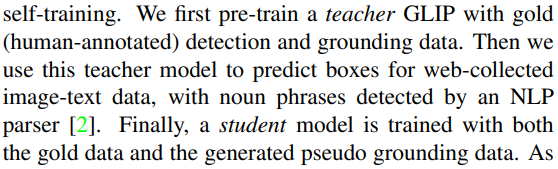 self-training. We first pre-train a teacher GLIP with gold
(human-annotated) detection and grounding data. Then we
use this teacher model to predict boxes for web-collected
image-text data, with noun phrases detected by an NLP
parser [2]. Finally, a student model is trained with both
the gold data and the generated pseudo grounding data. As